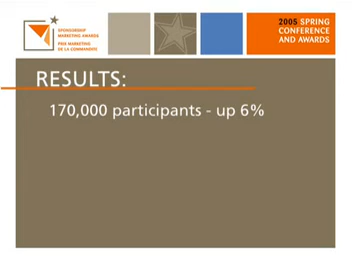 SPONSORSHIP
MARKETING AWARDS
PRIX MARKETING
DE LA COMMANDITE
2005 SPRING
CONFERENCE
AND AWARDS
RESULTS:
170,000 participants - up 6%